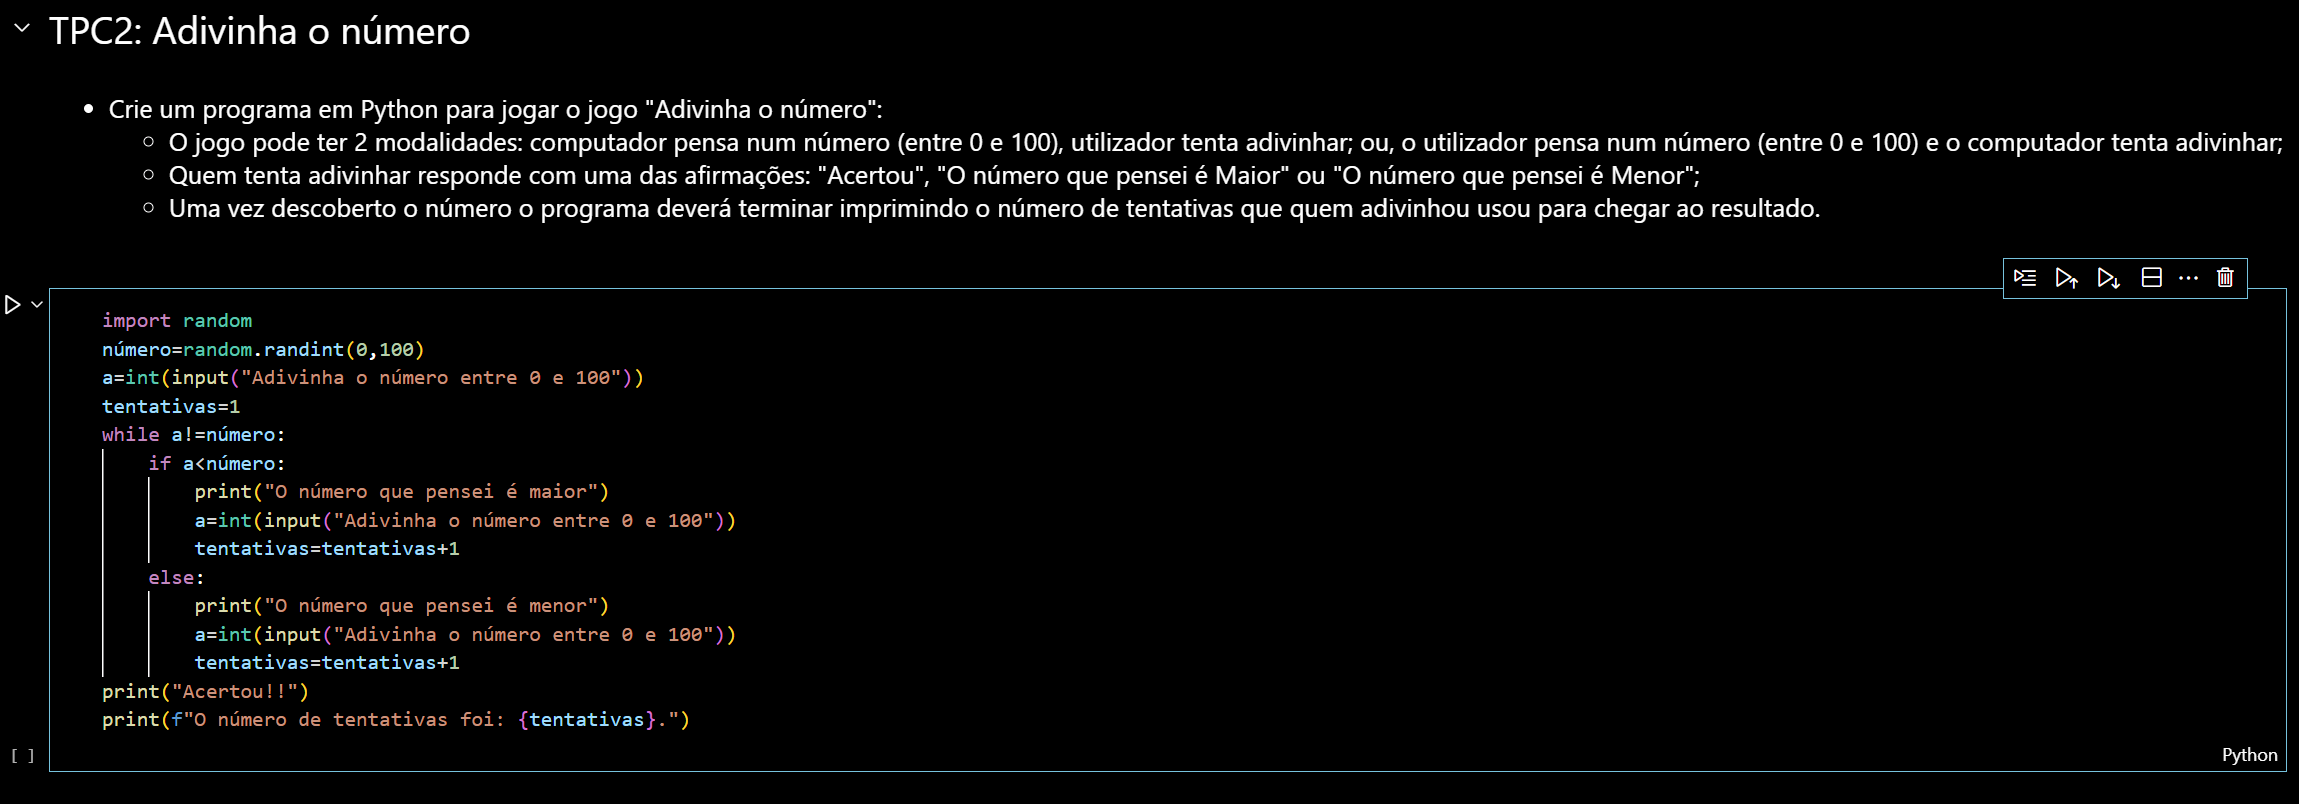 TPC2: Adivinha o número
Crie um programa em Python para jogar o jogo "Adivinha o número":
O jogo pode ter 2 modalidades: computador pensa num número (entre 0 e 100), utilizador tenta adivinhar; ou, o utilizador pensa num número (entre 0 e 100) e o computador tenta adivinhar;
Quem tenta adivinhar responde com uma das afirmações: "Acertou", "O número que pensei é Maior" ou "O número que pensei é Menor";
Uma vez descoberto o número o programa deverá terminar imprimindo o número de tentativas que quem adivinhou usou para chegar ao resultado.
import random
número=random.randint(0,100)
a=int(input("Adivinha o número entre 0 e 100"))
tentativas=1
while a!=número:
    if a<número:
        print("O número que pensei é maior")
        a=int(input("Adivinha o número entre 0 e 100"))
        tentativas=tentativas+1
    else:
        print("O número que pensei é menor")
        a=int(input("Adivinha o número entre 0 e 100"))
        tentativas=tentativas+1
print("Acertou!!")
print(f"O número de tentativas foi: {tentativas}.")
[ ]
Python